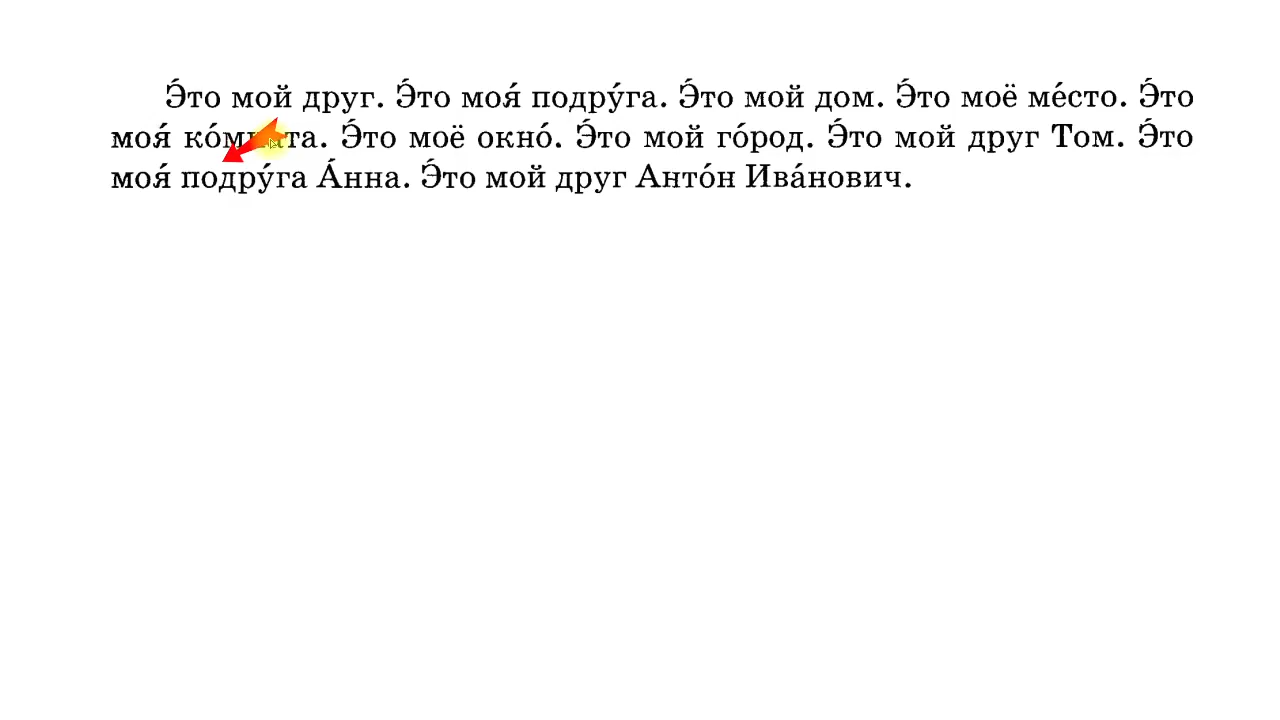 Э́то мой друг. Э́то моя́ подру́га. Э́то мой дом. Э́то моё ме́сто. Э́то
моя́ ко́мната. Э́то моё окно́. Э́то мой го́род. Э́то мой друг Том. Э́то
моя́ подру́га А́нна. Э́то мой друг Анто́н Ива́нович.